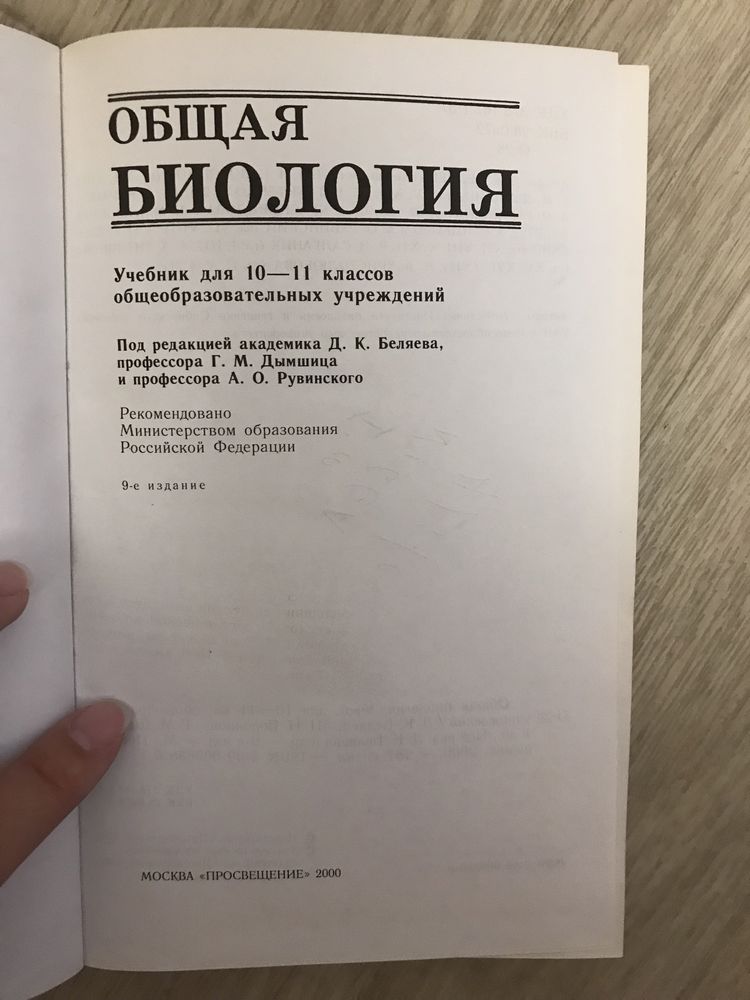 ОБЩАЯ
БИОЛОГИЯ
Учебник для 10—11 классов
общеобразовательных учреждений
Под редакцией академика Д. К. Беляева,
профессора Г. М. Дымшица
и профессора А. О. Рувинского
Рекомендовано
Министерством образования
Российской Федерации
9-е издание
МОСКВА «ПРОСВЕЩЕНИЕ» 2000